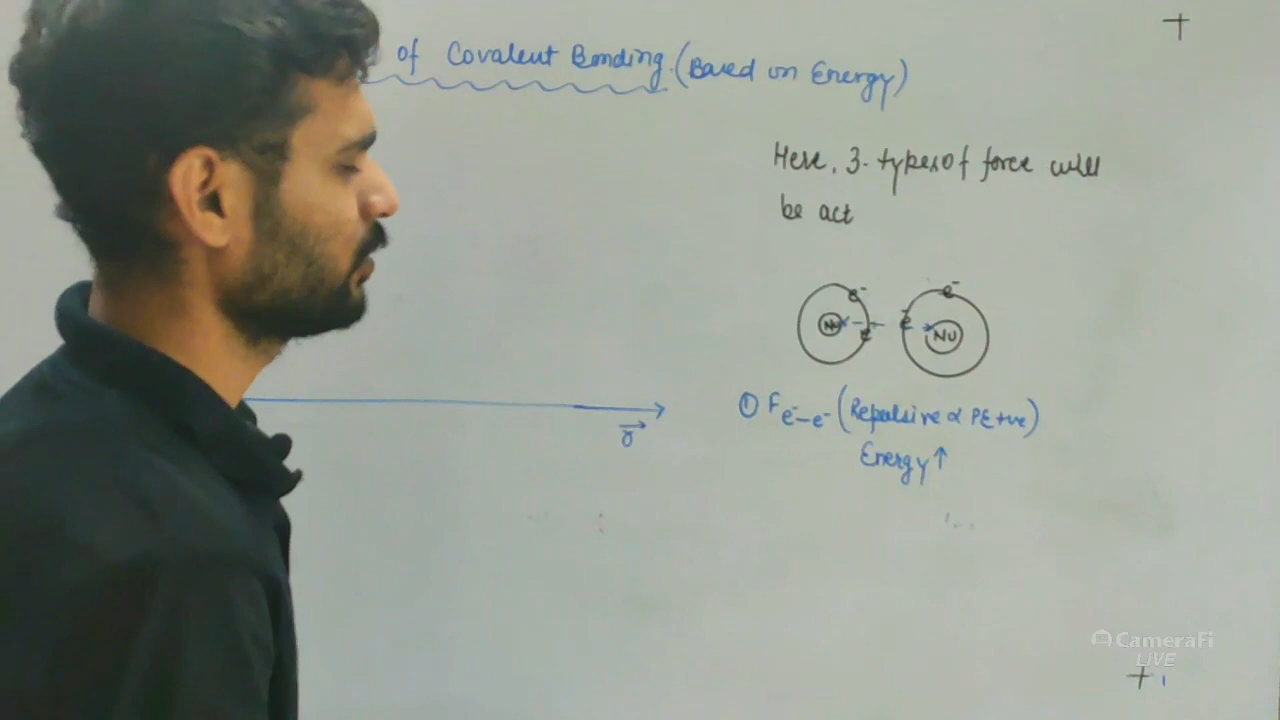 of Covalent Bonding (Based on Energy)
Here, 3-types of force will
be act
e⁻ e⁻
Nu e e Nu
r
① F e⁻-e⁻ (Repulsive ∝ PE +ve)
Energy↑
CameraFi
LIVE